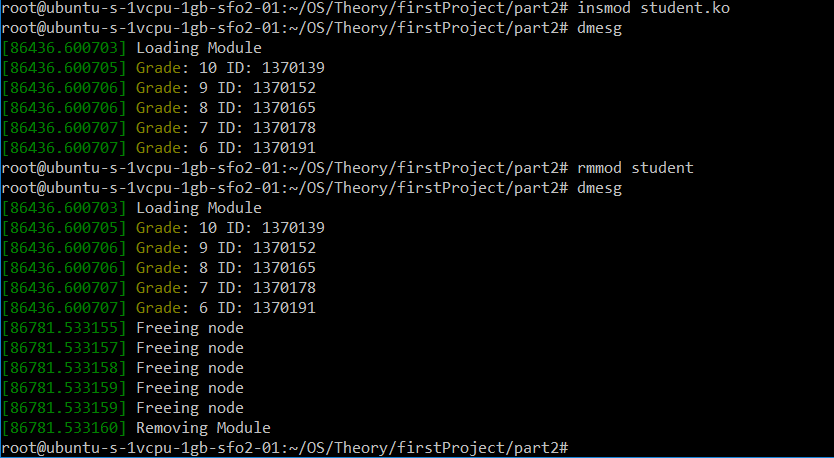 root@ubuntu-s-1vcpu-1gb-sfo2-01:~/OS/Theory/firstProject/part2# insmod student.ko
root@ubuntu-s-1vcpu-1gb-sfo2-01:~/OS/Theory/firstProject/part2# dmesg
[86436.600703] Loading Module
[86436.600705] Grade: 10 ID: 1370139
[86436.600706] Grade: 9 ID: 1370152
[86436.600706] Grade: 8 ID: 1370165
[86436.600707] Grade: 7 ID: 1370178
[86436.600707] Grade: 6 ID: 1370191
root@ubuntu-s-1vcpu-1gb-sfo2-01:~/OS/Theory/firstProject/part2# rmmod student
root@ubuntu-s-1vcpu-1gb-sfo2-01:~/OS/Theory/firstProject/part2# dmesg
[86436.600703] Loading Module
[86436.600705] Grade: 10 ID: 1370139
[86436.600706] Grade: 9 ID: 1370152
[86436.600706] Grade: 8 ID: 1370165
[86436.600707] Grade: 7 ID: 1370178
[86436.600707] Grade: 6 ID: 1370191
[86781.533155] Freeing node
[86781.533157] Freeing node
[86781.533158] Freeing node
[86781.533159] Freeing node
[86781.533159] Freeing node
[86781.533160] Removing Module
root@ubuntu-s-1vcpu-1gb-sfo2-01:~/OS/Theory/firstProject/part2#